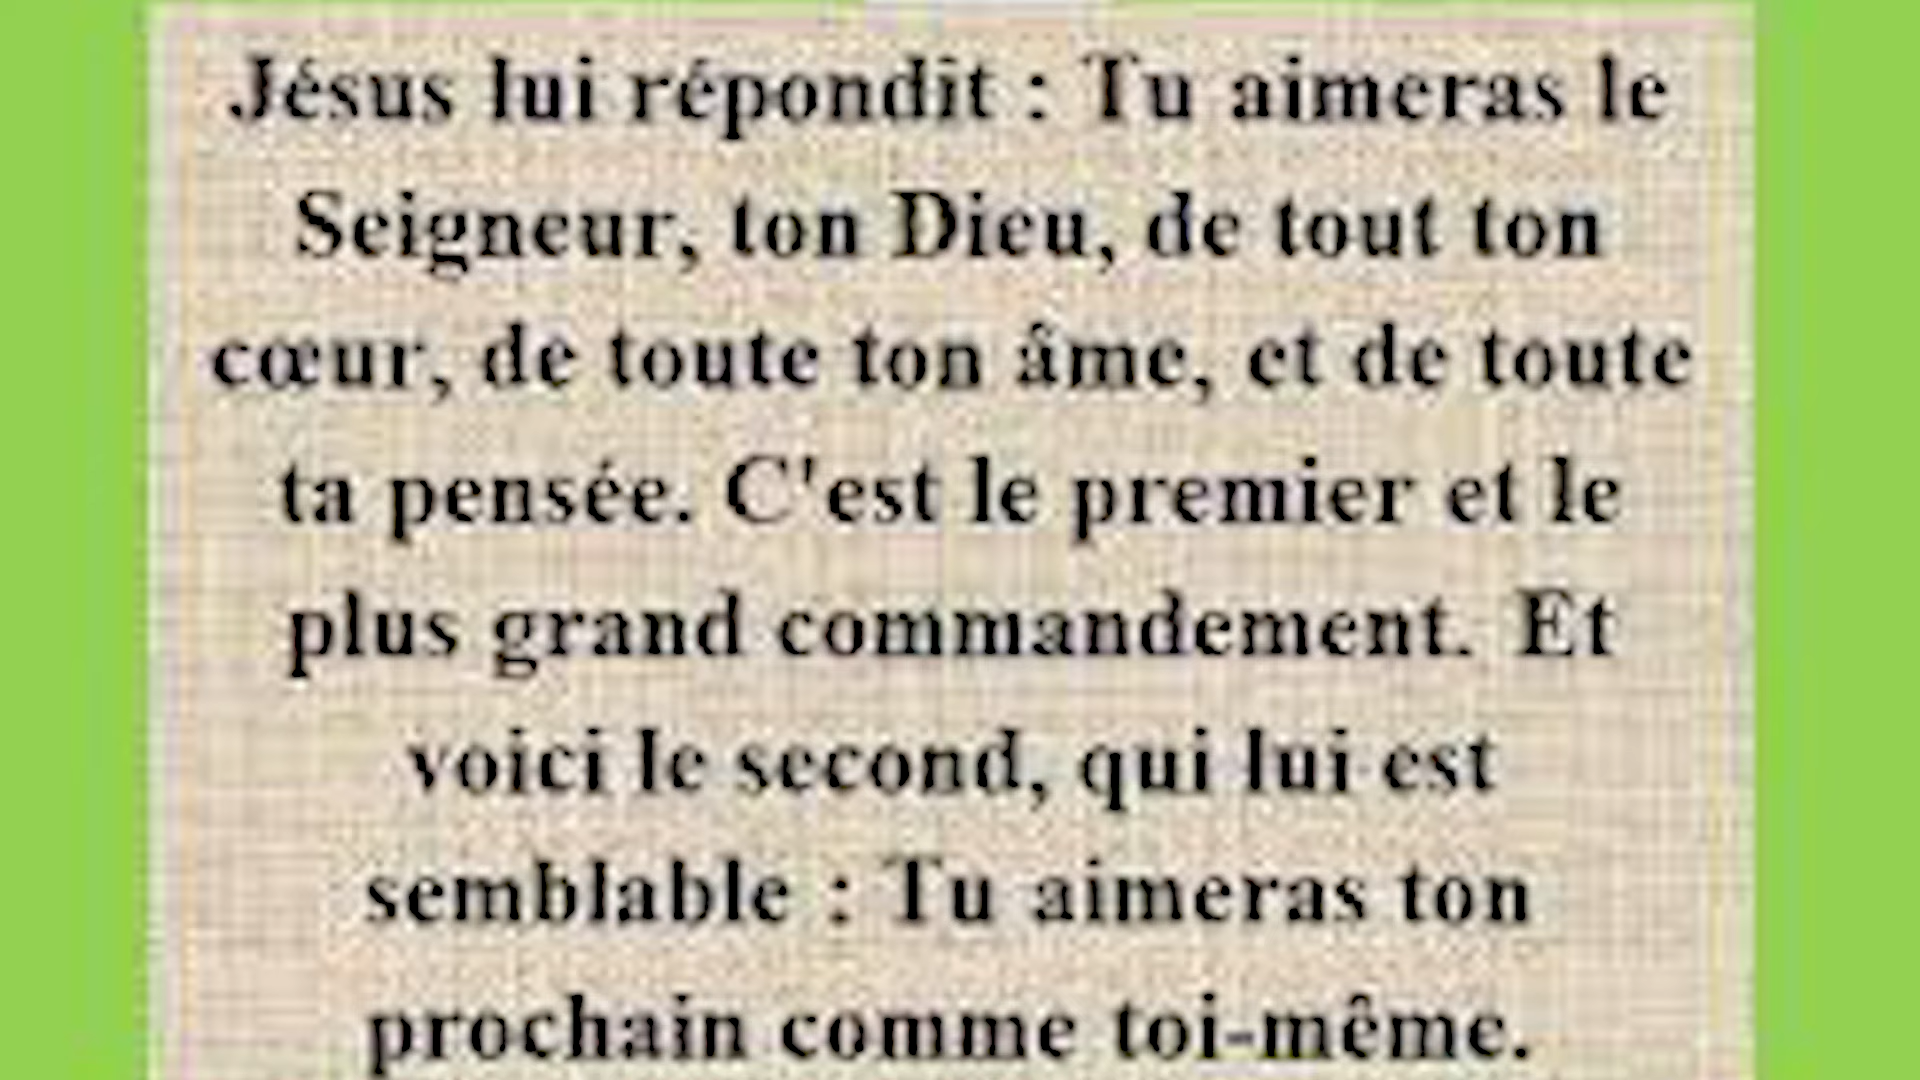 Jésus lui répondit : Tu aimeras le
Seigneur, ton Dieu, de tout ton
cœur, de toute ton âme, et de toute
ta pensée. C'est le premier et le
plus grand commandement. Et
voici le second, qui lui est
semblable : Tu aimeras ton
prochain comme toi-même.